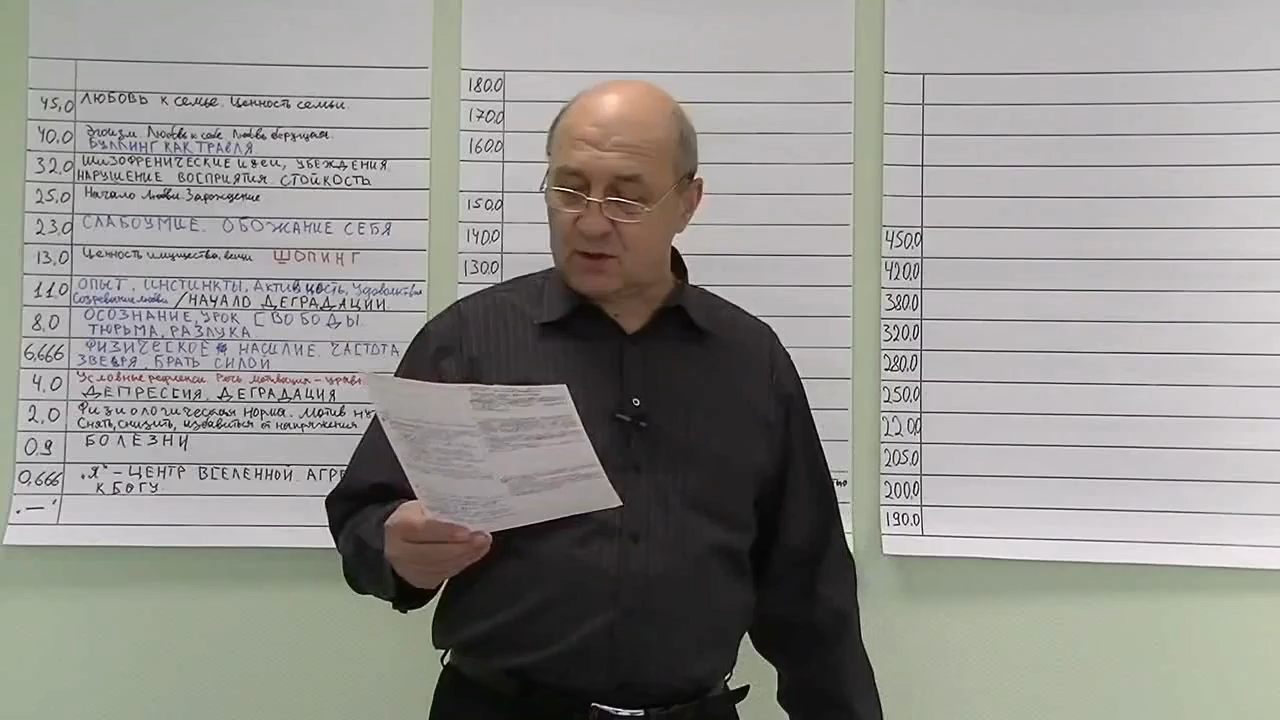 45,0 ЛЮБОВЬ К СЕМЬЕ. ЦЕННОСТЬ СЕМЬИ.
40,0 Эгоизм. Любовь к себе. Любовь берущая.
БУЛЛИНГ КАК ТРАВЛЯ.
32,0 ШИЗОФРЕНИЧЕСКИЕ ИДЕИ, УБЕЖДЕНИЯ.
НАРУШЕНИЕ ВОСПРИЯТИЯ. СТОЙКОСТЬ
25,0 Начало Любви. Зарождение
23,0 СЛАБОУМИЕ. ОБОЖАНИЕ СЕБЯ
13,0 Ценность имущества, вещи ШОПИНГ
11,0 ОПЫТ, ИНСТИНКТЫ, АКТИВНОСТЬ, Удовольствия
Созревание любви / НАЧАЛО ДЕГРАДАЦИИ
8,0 ОСОЗНАНИЕ, УРОК СВОБОДЫ
ТЮРЬМА, РАЗЛУКА
6,666 ФИЗИЧЕСКОЕ НАСИЛИЕ. ЧАСТОТА
ЗВЕРЯ. БРАТЬ СИЛОЙ
4,0 Условные рефлексы. Речь. Мотивация -
ДЕПРЕССИЯ. ДЕГРАДАЦИЯ
2,0 Физиологическая норма. Мотив
Снять, снизить, избавиться от напряжения
0,9 БОЛЕЗНИ
0,666 "Я" - ЦЕНТР ВСЕЛЕННОЙ. АГРЕ
К БОГУ.
180,0
170,0
160,0
150,0
140,0
130,0
450,0
420,0
380,0
320,0
280,0
250,0
220,0
205,0
200,0
190,0